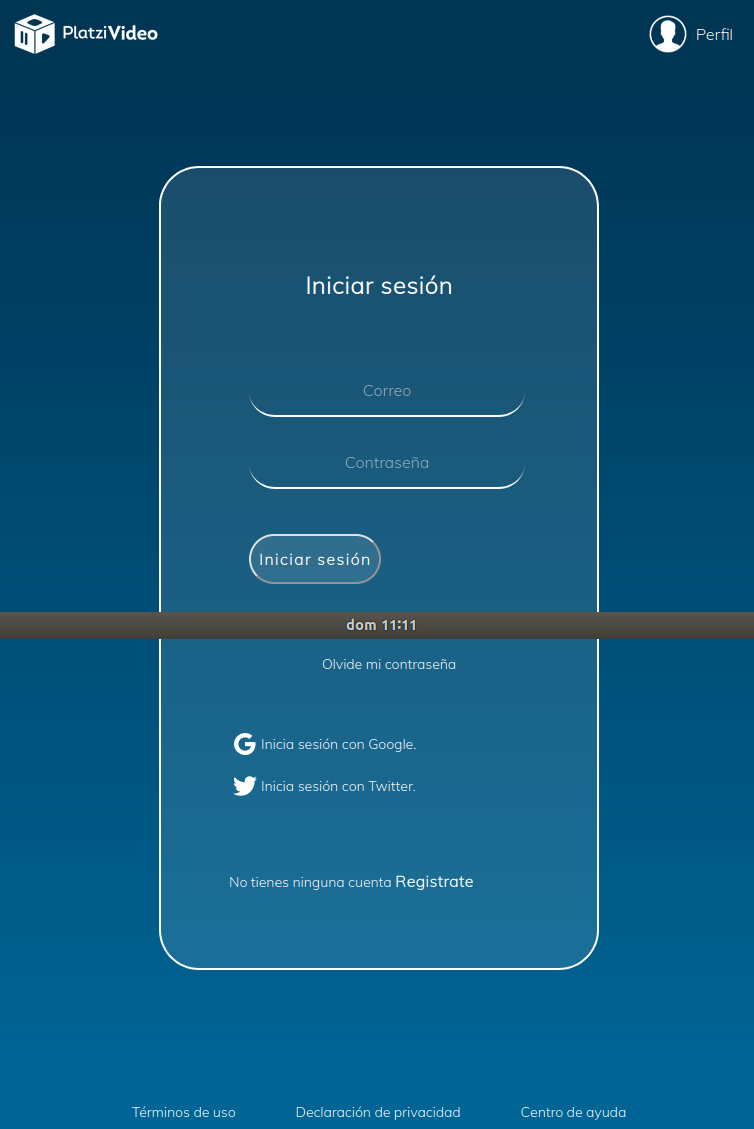 PlatziVideo
Perfil
Iniciar sesión
Correo
Contraseña
Iniciar sesión
dom 11:11
Olvide mi contraseña
Inicia sesión con Google.
Inicia sesión con Twitter.
No tienes ninguna cuenta Registrate
Términos de uso Declaración de privacidad Centro de ayuda